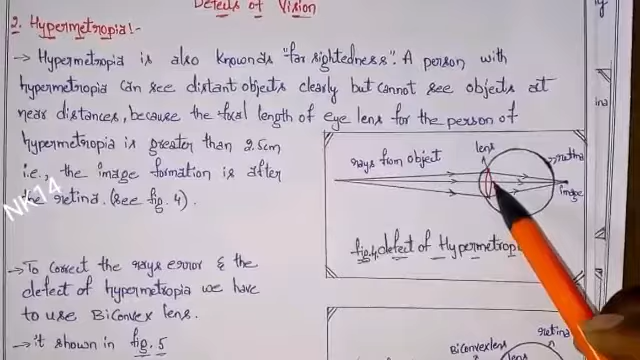 Defects of Vision
2. Hypermetropia:-
→ Hypermetropia is also known as "far sightedness". A person with
hypermetropia can see distant objects clearly but cannot see objects at
near distances, because the focal length of eye lens for the person of
hypermetropia is greater than 2.5cm
i.e., the image formation is after
the retina. (see fig. 4).
NK14
lens
rays from object
retina
image
fig.4, defect of Hypermetrop
→ To correct the rays error & the
defect of hypermetropia we have
to use Biconvex lens.
→ it shown in fig. 5
retina
Biconvex lens
ina